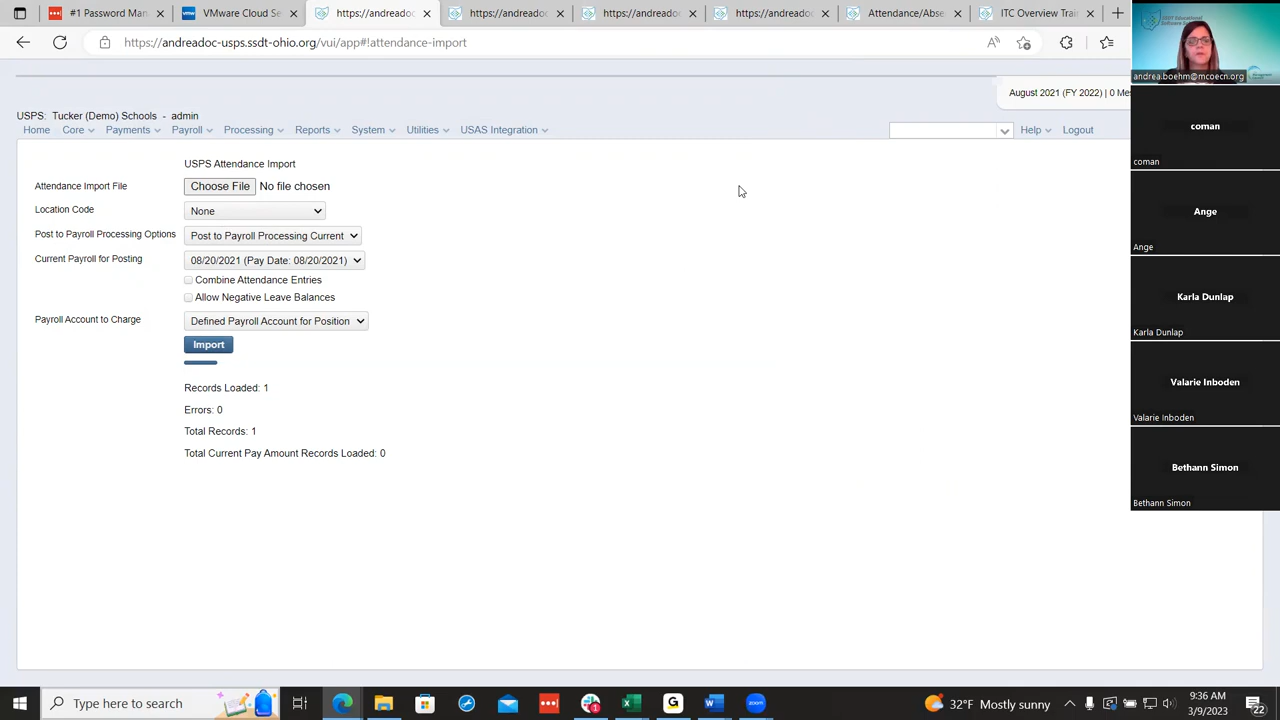 #1 Password Man
VMware Cloud Se
https://andreadoc
andreadoc
https://andreadoc
https://andreadoc
Attendance/Abse
ITC Overview Train
https://andreadoc-usps.ssdt-ohio.org/vui/app#!attendance-import
andrea.boehm@mcoecn.org
August 2021 (FY 2022) | 0 Mes
USPS: Tucker (Demo) Schools - admin
Home Core Payments Payroll Processing Reports System Utilities USAS Integration Help Logout
coman
coman
USPS Attendance Import
Attendance Import File Choose File No file chosen
Location Code None
Post to Payroll Processing Options Post to Payroll Processing Current
Current Payroll for Posting 08/20/2021 (Pay Date: 08/20/2021)
Combine Attendance Entries
Allow Negative Leave Balances
Payroll Account to Charge Defined Payroll Account for Position
Import
Records Loaded: 1
Errors: 0
Total Records: 1
Total Current Pay Amount Records Loaded: 0
Ange
Ange
Karla Dunlap
Karla Dunlap
Valarie Inboden
Valarie Inboden
Bethann Simon
Bethann Simon
Type here to search
32°F Mostly sunny
9:36 AM
3/9/2023
22